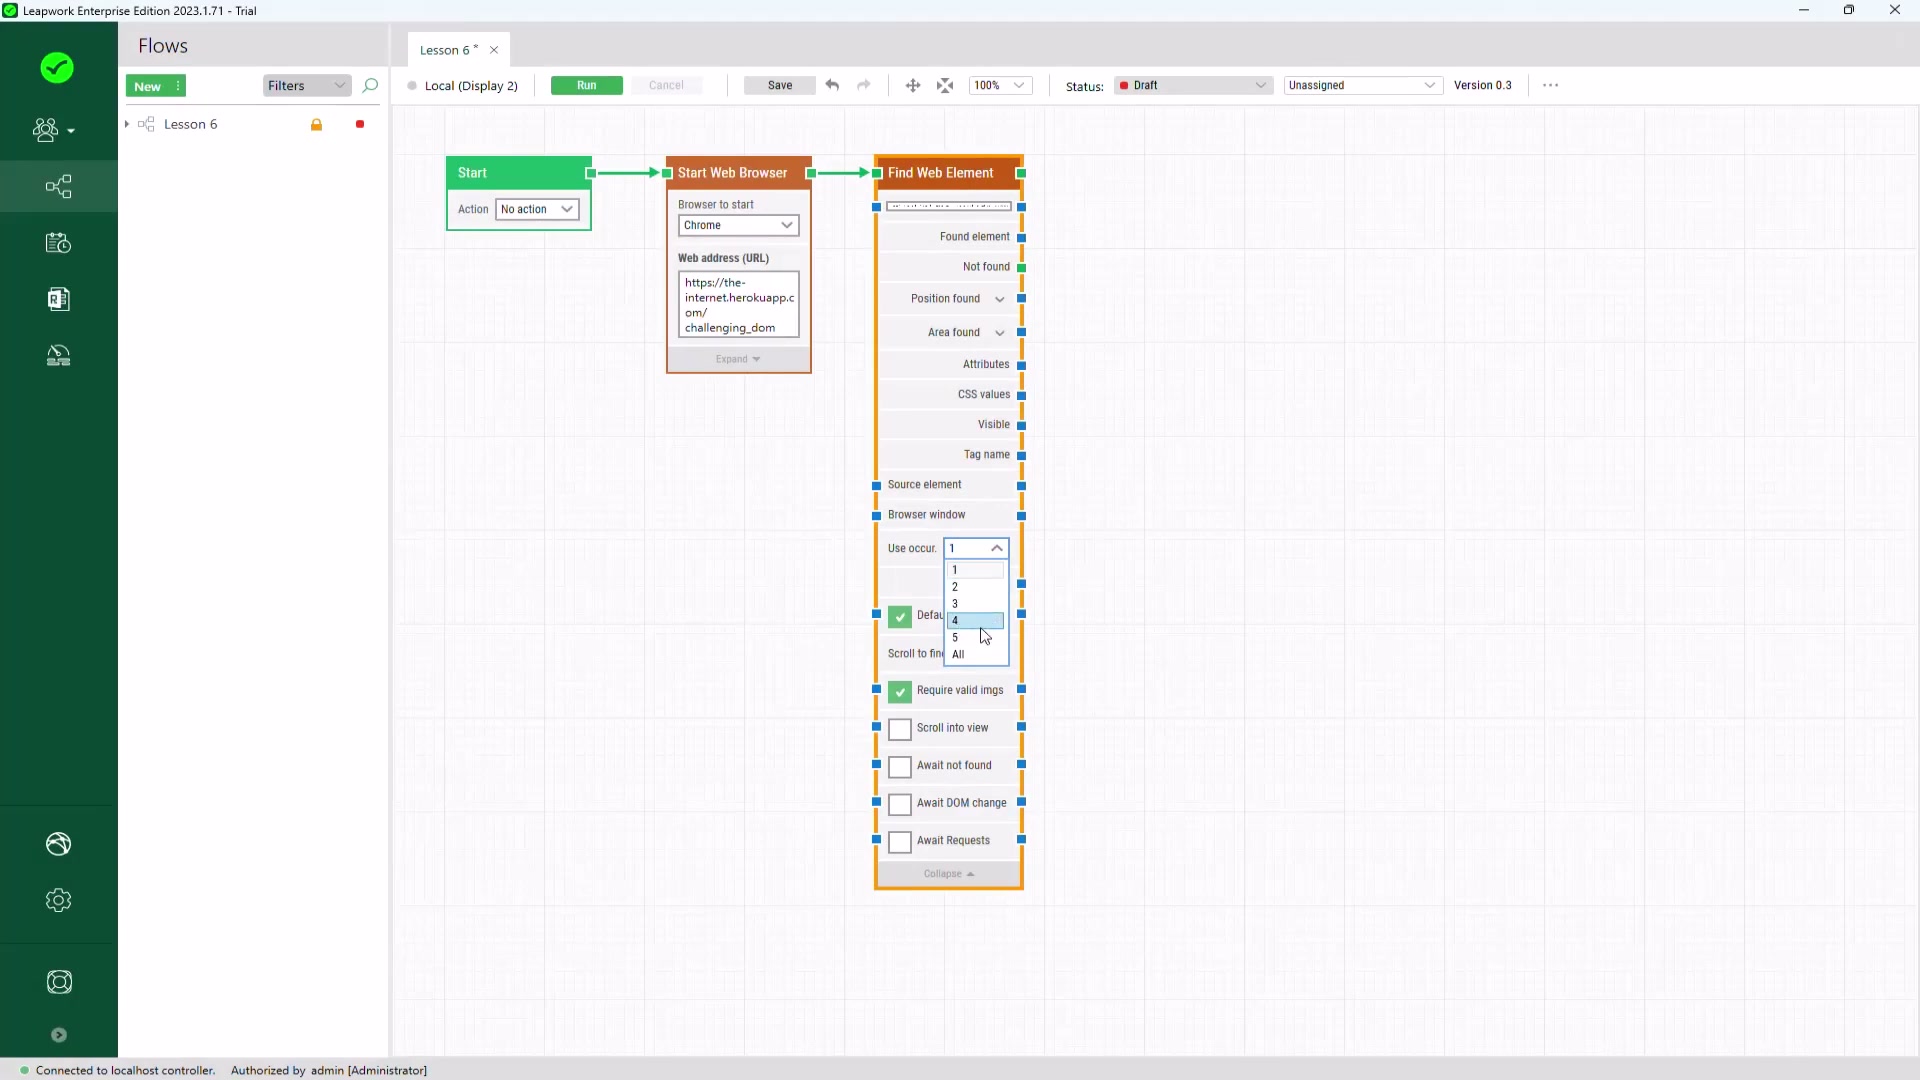 Leapwork Enterprise Edition 2023.1.71 - Trial
Flows
Lesson 6 *
New
Filters
Local (Display 2)
Run
Cancel
Save
100%
Status:
Draft
Unassigned
Version 0.3
Lesson 6
Start
Action
No action
Start Web Browser
Browser to start
Chrome
Web address (URL)
https://the-
internet.herokuapp.c
om/
challenging_dom
Expand
Find Web Element
Found element
Not found
Position found
Area found
Attributes
CSS values
Visible
Tag name
Source element
Browser window
Use occur.
1
1
2
3
4
5
All
Defau
Scroll to fin
Require valid imgs
Scroll into view
Await not found
Await DOM change
Await Requests
Collapse
Connected to localhost controller.
Authorized by admin [Administrator]